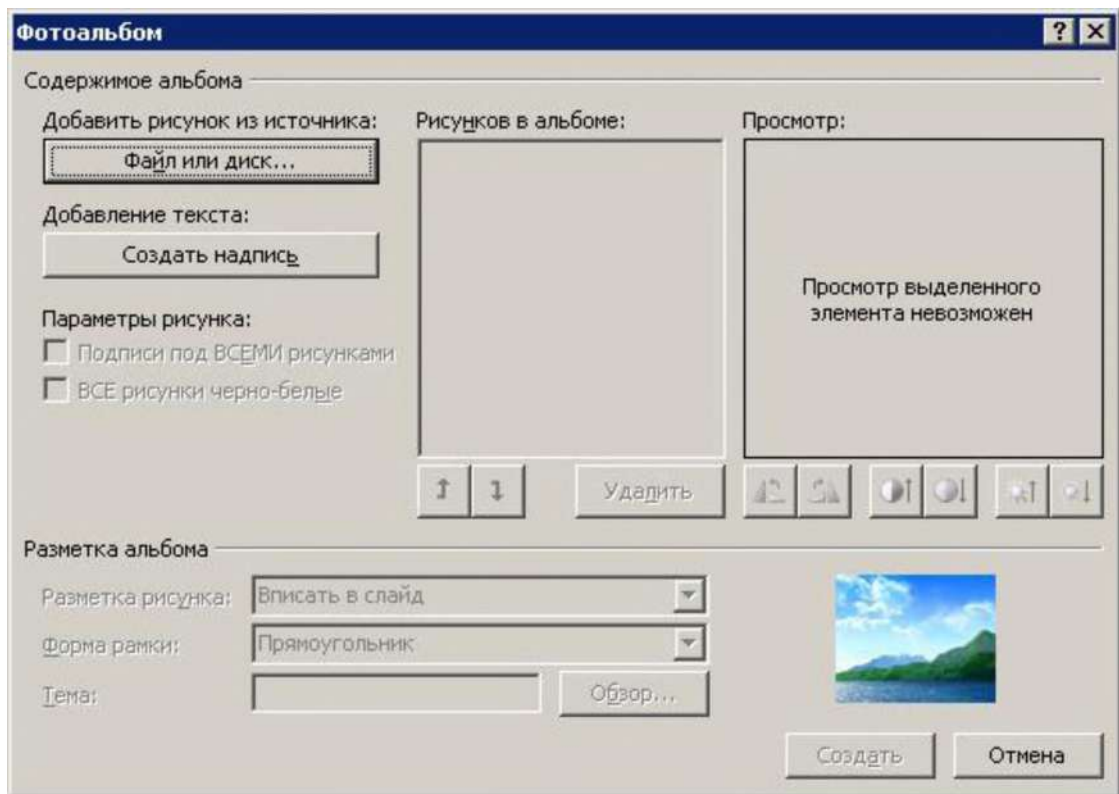 Фотоальбом
Содержимое альбома
Добавить рисунок из источника:
Файл или диск...
Добавление текста:
Создать надпись
Параметры рисунка:
Подписи под ВСЕМИ рисунками
ВСЕ рисунки черно-белые
Рисунков в альбоме:
Удалить
Просмотр:
Просмотр выделенного
элемента невозможен
Разметка альбома
Разметка рисунка: Вписать в слайд
Форма рамки: Прямоугольник
Тема: Обзор...
Создать Отмена